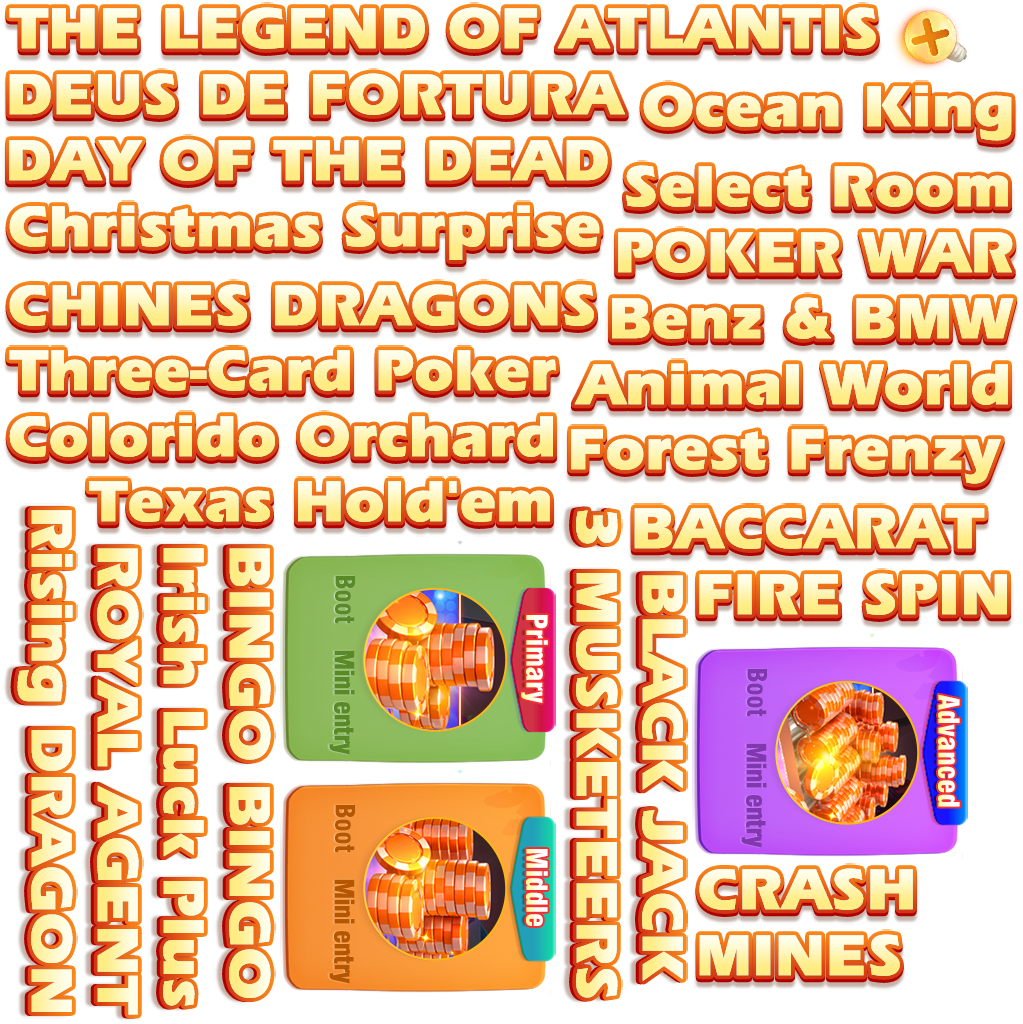 THE LEGEND OF ATLANTIS
DEUS DE FORTURA
Ocean King
DAY OF THE DEAD
Select Room
Christmas Surprise
POKER WAR
CHINES DRAGONS
Benz & BMW
Three-Card Poker
Animal World
Colorido Orchard
Forest Frenzy
Texas Hold'em
BACCARAT
FIRE SPIN
Rising DRAGON
ROYAL AGENT
Irish Luck Plus
BINGO BINGO
Primary
Boot Mini entry
Middle
Boot Mini entry
3 MUSKETEERS
BLACK JACK
Advanced
Boot Mini entry
CRASH
MINES